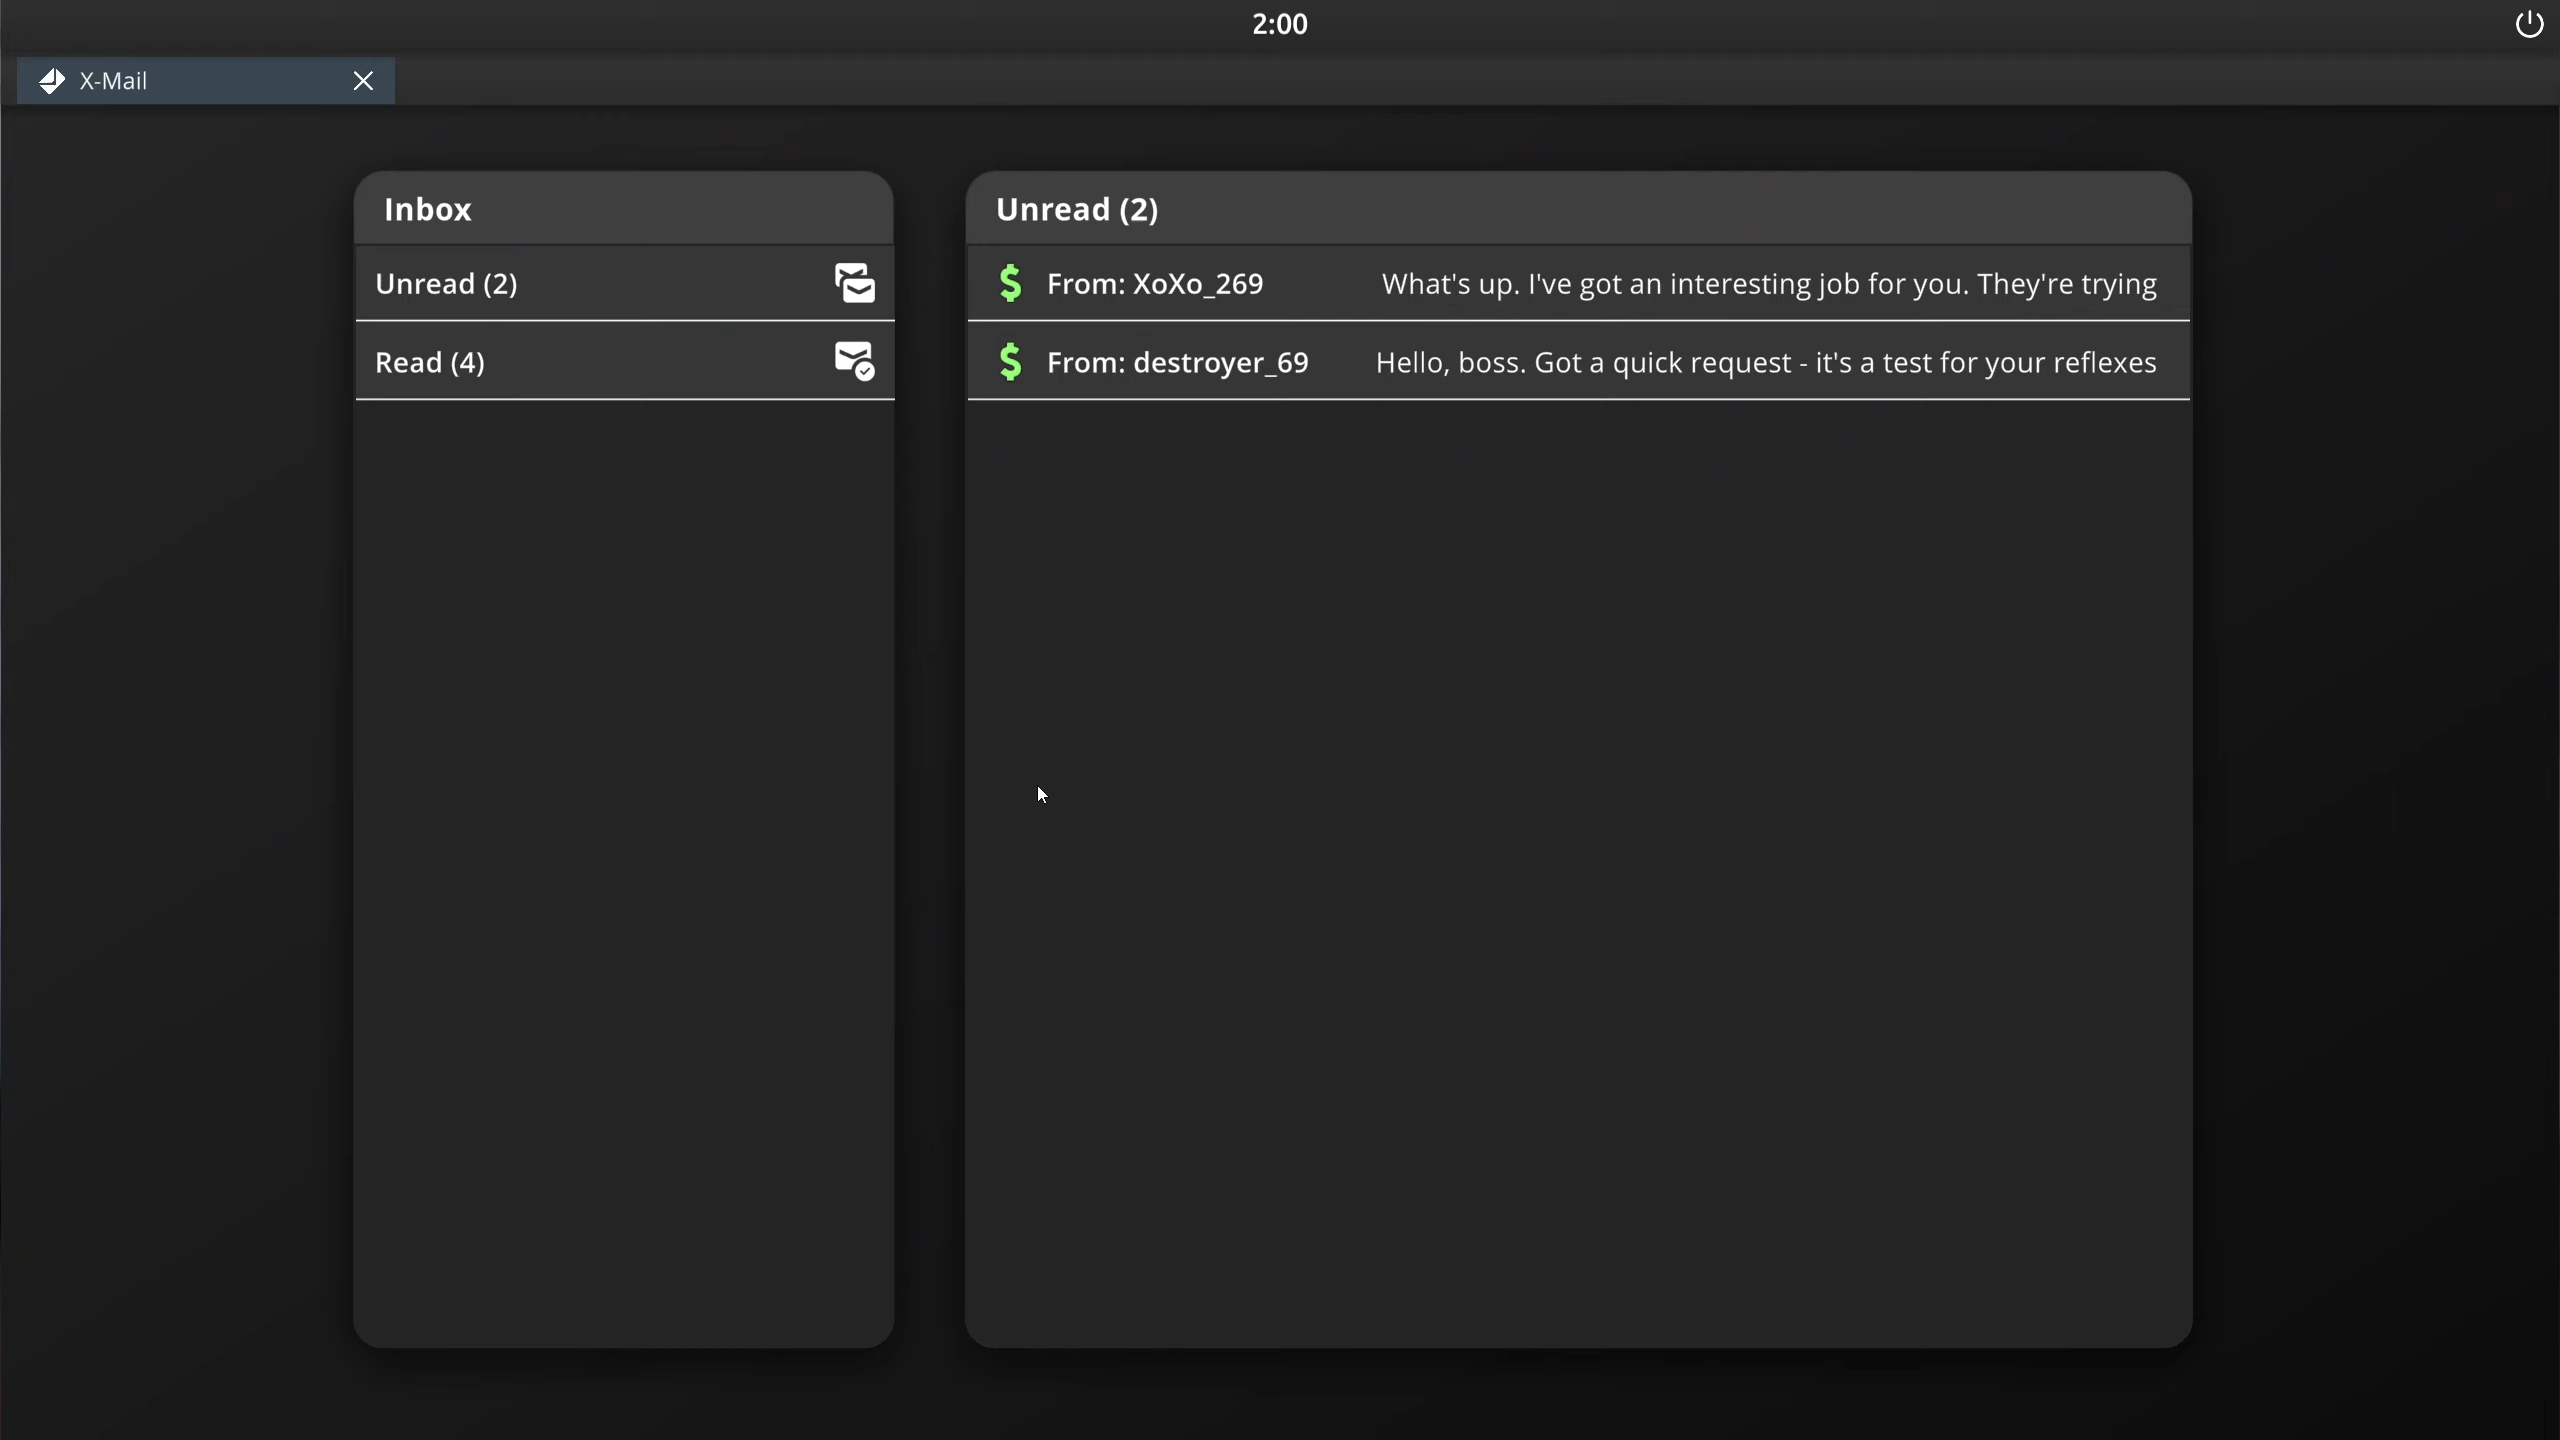 2:00
X-Mail
Inbox
Unread (2)
Read (4)
Unread (2)
From: XoXo_269 What's up. I've got an interesting job for you. They're trying
From: destroyer_69 Hello, boss. Got a quick request - it's a test for your reflexes